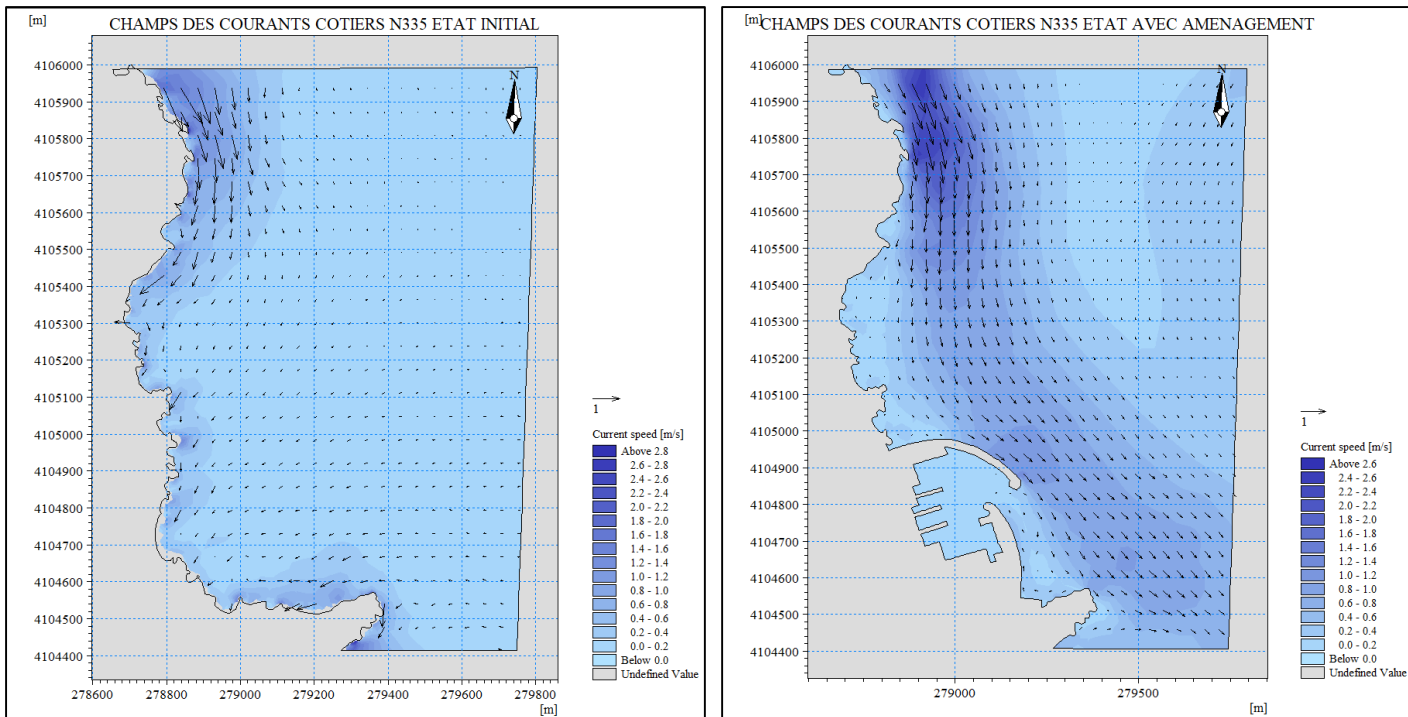 CHAMPS DES COURANTS COTIERS N335 ETAT INITIAL
[m]
N
4106000
4105900
4105800
4105700
4105600
4105500
4105400
4105300
4105200
4105100
4105000
4104900
4104800
4104700
4104600
4104500
4104400
278600 278800 279000 279200 279400 279600 279800
[m]
1
Current speed [m/s]
Above 2.8
2.6 - 2.8
2.4 - 2.6
2.2 - 2.4
2.0 - 2.2
1.8 - 2.0
1.6 - 1.8
1.4 - 1.6
1.2 - 1.4
1.0 - 1.2
0.8 - 1.0
0.6 - 0.8
0.4 - 0.6
0.2 - 0.4
0.0 - 0.2
Below 0.0
Undefined Value
CHAMPS DES COURANTS COTIERS N335 ETAT AVEC AMENAGEMENT
[m]
N
4106000
4105900
4105800
4105700
4105600
4105500
4105400
4105300
4105200
4105100
4105000
4104900
4104800
4104700
4104600
4104500
4104400
279000 279500
[m]
1
Current speed [m/s]
Above 2.6
2.4 - 2.6
2.2 - 2.4
2.0 - 2.2
1.8 - 2.0
1.6 - 1.8
1.4 - 1.6
1.2 - 1.4
1.0 - 1.2
0.8 - 1.0
0.6 - 0.8
0.4 - 0.6
0.2 - 0.4
0.0 - 0.2
Below 0.0
Undefined Value